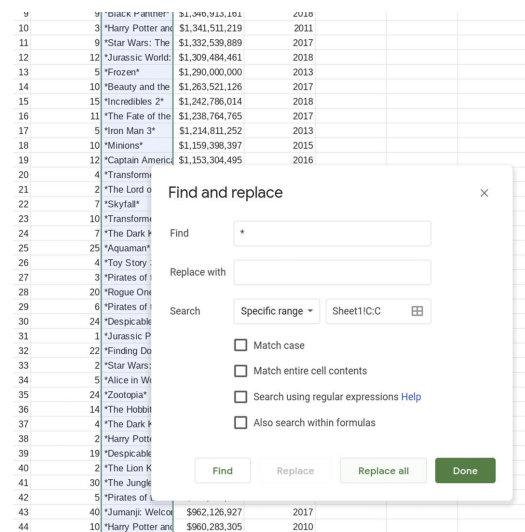 9 9 *Black Panther* $1,346,913,161 2018
10 3 *Harry Potter and $1,341,511,219 2011
11 9 *Star Wars: The $1,332,539,889 2017
12 12 *Jurassic World: $1,309,484,461 2018
13 5 *Frozen* $1,290,000,000 2013
14 10 *Beauty and the $1,263,521,126 2017
15 15 *Incredibles 2* $1,242,786,014 2018
16 11 *The Fate of the $1,238,764,765 2017
17 5 *Iron Man 3* $1,214,811,252 2013
18 10 *Minions* $1,159,398,397 2015
19 12 *Captain America $1,153,304,495 2016
20 4 *Transforme
21 2 *The Lord o
22 7 *Skyfall*
23 10 *Transforme
24 7 *The Dark K
25 25 *Aquaman*
26 4 *Toy Story
27 3 *Pirates of
28 20 *Rogue One
29 6 *Pirates of
30 24 *Despicable
31 1 *Jurassic P
32 22 *Finding Do
33 2 *Star Wars:
34 5 *Alice in Wo
35 24 *Zootopia*
36 14 *The Hobbit
37 4 *The Dark K
38 2 *Harry Potte
39 19 *Despicable
40 2 *The Lion K
41 30 *The Jungle
42 5 *Pirates of
43 40 *Jumanji: Welcor $962,126,927 2017
44 10 *Harry Potter and $960,283,305 2010
Find and replace
Find *
Replace with
Search Specific range Sheet1!C:C
Match case
Match entire cell contents
Search using regular expressions Help
Also search within formulas
Find Replace Replace all Done